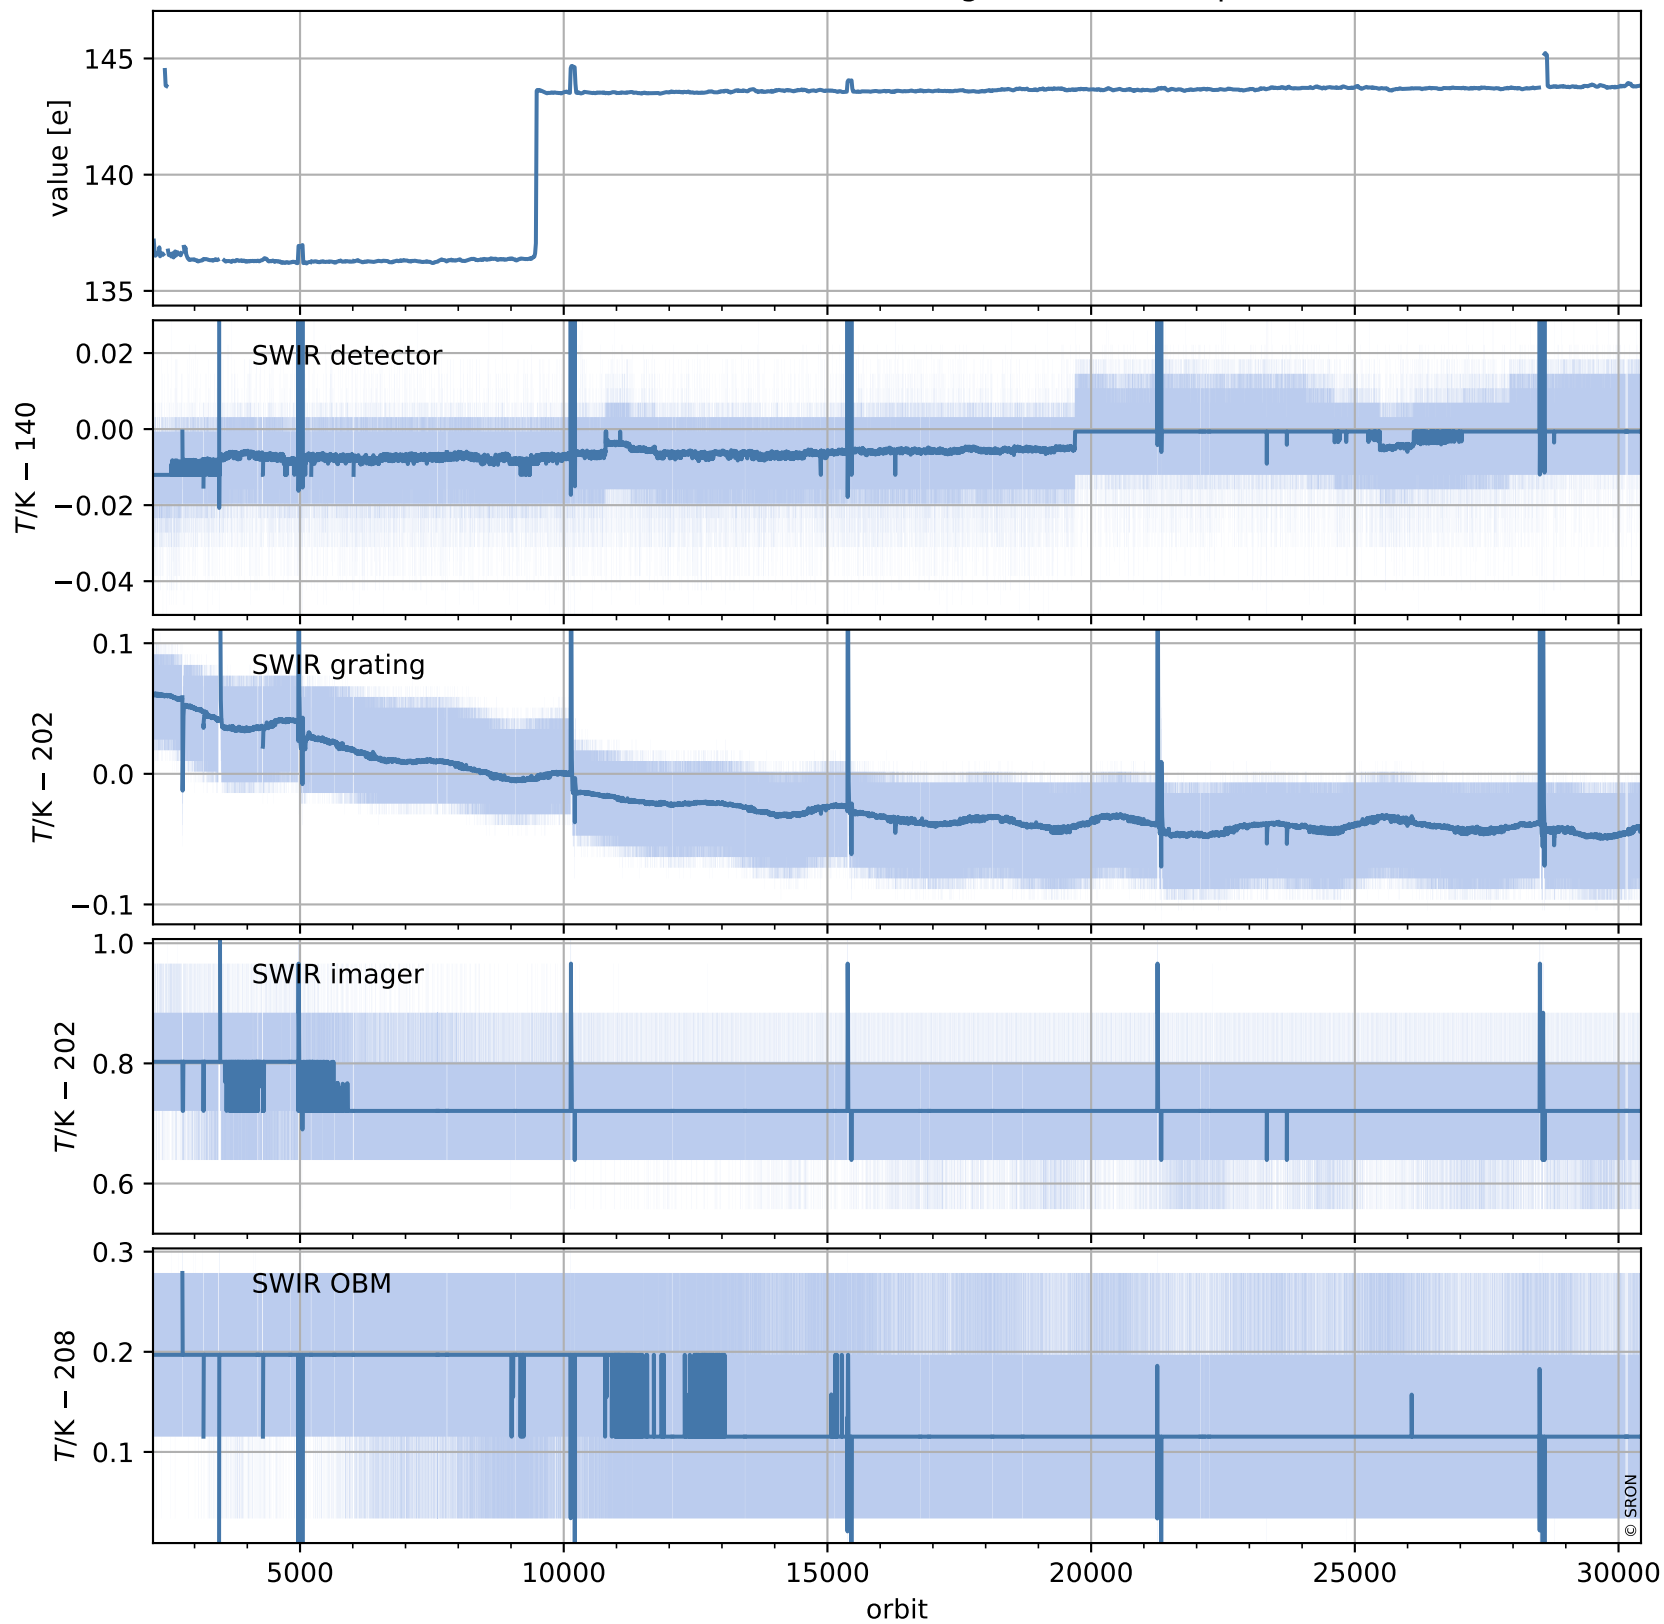 145
140
135
value [e]
SWIR detector
0.02
0.00
−0.02
−0.04
T/K − 140
SWIR grating
0.1
0.0
−0.1
T/K − 202
SWIR imager
1.0
0.8
0.6
T/K − 202
SWIR OBM
0.3
0.2
0.1
T/K − 208
© SRON
5000 10000 15000 20000 25000 30000
orbit